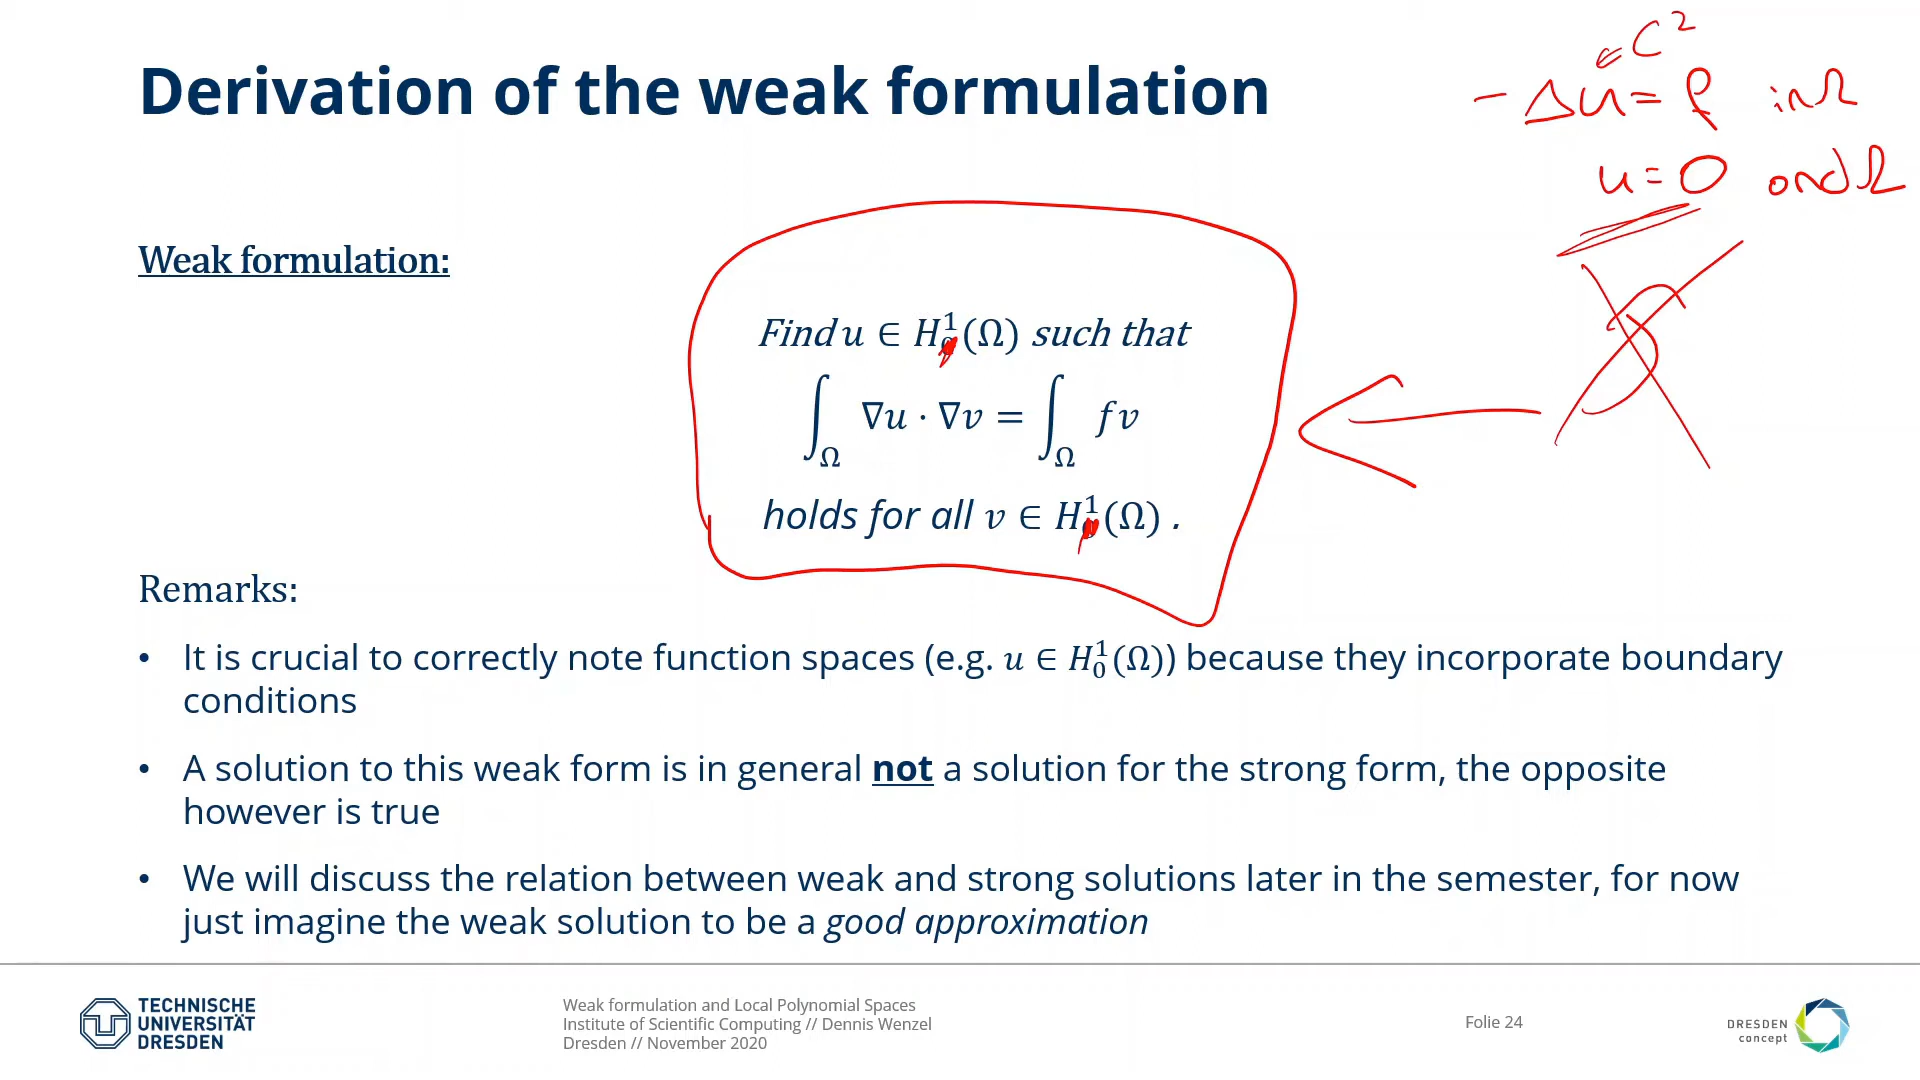 Derivation of the weak formulation
∈ C²
− Δu = f in Ω
u = 0 on ∂Ω
Weak formulation:
Find u ∈ H¹₀(Ω) such that
∫_Ω ∇u · ∇v = ∫_Ω f v
holds for all v ∈ H¹₀(Ω) .
Remarks:
• It is crucial to correctly note function spaces (e.g. u ∈ H¹₀(Ω)) because they incorporate boundary
conditions
• A solution to this weak form is in general not a solution for the strong form, the opposite
however is true
• We will discuss the relation between weak and strong solutions later in the semester, for now
just imagine the weak solution to be a good approximation
TECHNISCHE
UNIVERSITÄT
DRESDEN
Weak formulation and Local Polynomial Spaces
Institute of Scientific Computing // Dennis Wenzel
Dresden // November 2020
Folie 24
DRESDEN
concept